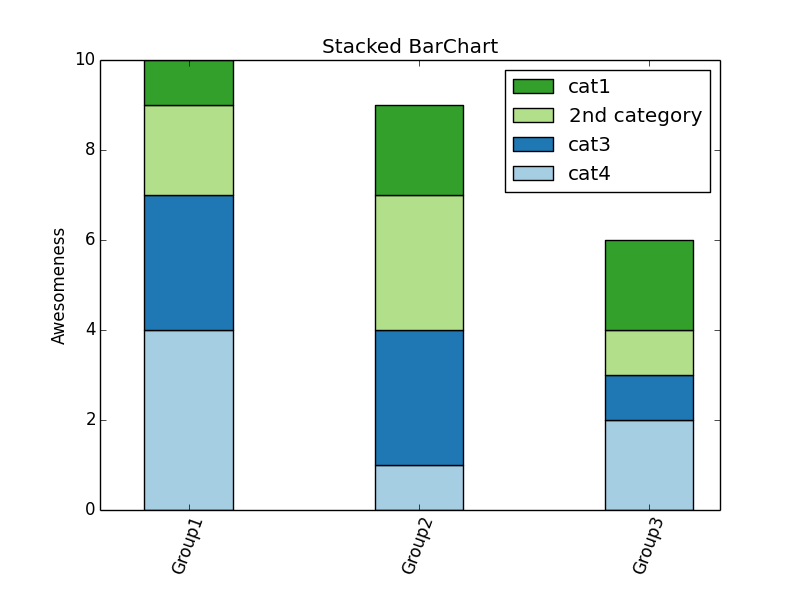 Stacked BarChart
10
8
6
4
2
0
Awesomeness
cat1
2nd category
cat3
cat4
Group1
Group2
Group3